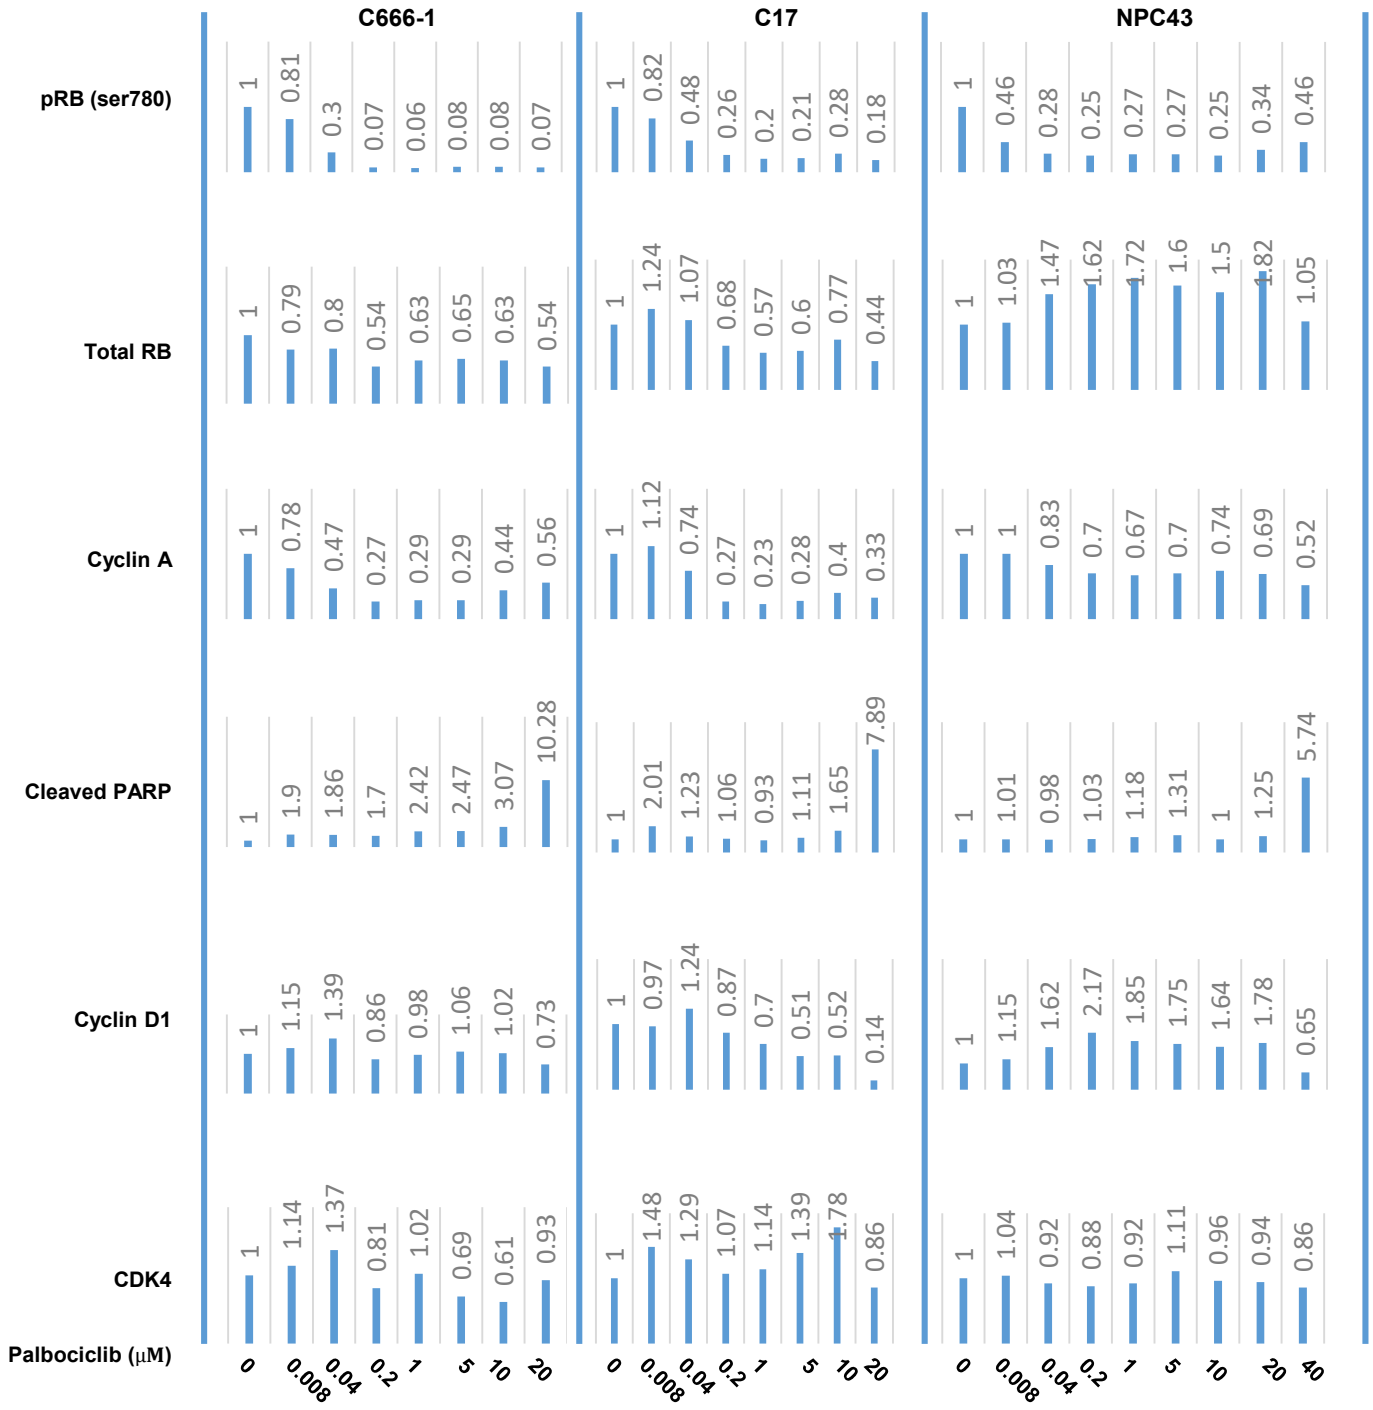 C666-1 C17 NPC43
pRB (ser780) 1 0.81 0.3 0.07 0.06 0.08 0.08 0.07 1 0.82 0.48 0.26 0.2 0.21 0.28 0.18 1 0.46 0.28 0.25 0.27 0.27 0.25 0.34 0.46
Total RB 1 0.79 0.8 0.54 0.63 0.65 0.63 0.54 1 1.24 1.07 0.68 0.57 0.6 0.77 0.44 1 1.03 1.47 1.62 1.72 1.6 1.5 1.82 1.05
Cyclin A 1 0.78 0.47 0.27 0.29 0.29 0.44 0.56 1 1.12 0.74 0.27 0.23 0.28 0.4 0.33 1 1 0.83 0.7 0.67 0.7 0.74 0.69 0.52
Cleaved PARP 1 1.9 1.86 1.7 2.42 2.47 3.07 10.28 1 2.01 1.23 1.06 0.93 1.11 1.65 7.89 1 1.01 0.98 1.03 1.18 1.31 1 1.25 5.74
Cyclin D1 1 1.15 1.39 0.86 0.98 1.06 1.02 0.73 1 0.97 1.24 0.87 0.7 0.51 0.52 0.14 1 1.15 1.62 2.17 1.85 1.75 1.64 1.78 0.65
CDK4 1 1.14 1.37 0.81 1.02 0.69 0.61 0.93 1 1.48 1.29 1.07 1.14 1.39 1.78 0.86 1 1.04 0.92 0.88 0.92 1.11 0.96 0.94 0.86
Palbociclib (μM) 0 0.008 0.04 0.2 1 5 10 20 0 0.008 0.04 0.2 1 5 10 20 0 0.008 0.04 0.2 1 5 10 20 40